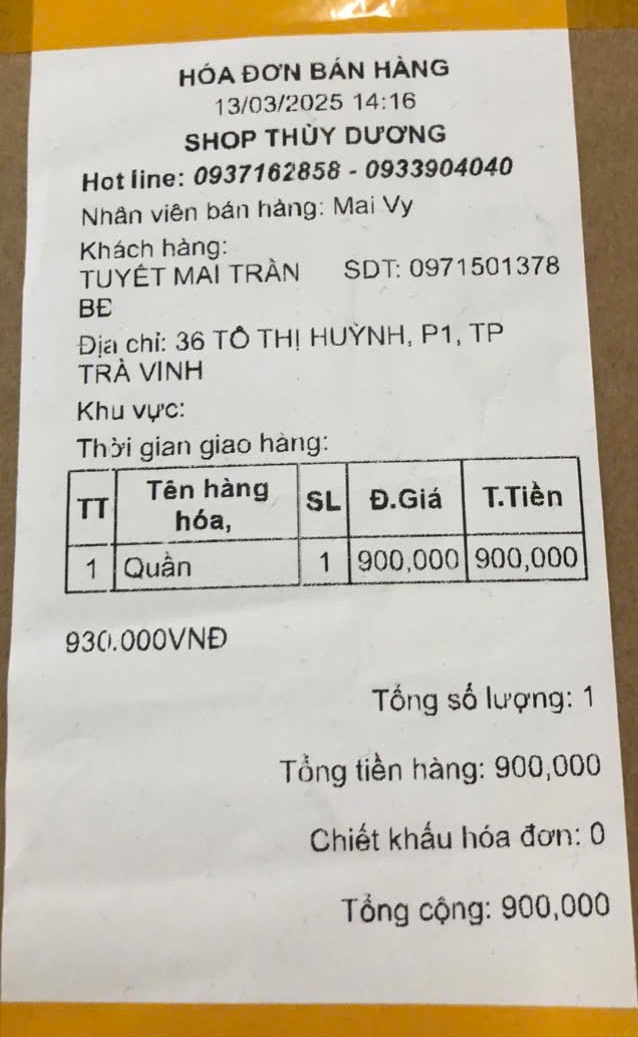 HÓA ĐƠN BÁN HÀNG
13/03/2025 14:16
SHOP THÙY DƯƠNG
Hot line: 0937162858 - 0933904040
Nhân viên bán hàng: Mai Vy
Khách hàng:
TUYẾT MAI TRẦN SDT: 0971501378
BE
Địa chỉ: 36 TÔ THỊ HUỲNH, P1, TP
TRÀ VINH
Khu vực:
Thời gian giao hàng:
TT Tên hàng hóa, SL Đ.Giá T.Tiền
1 Quần 1 900,000 900,000
930.000VNĐ
Tổng số lượng: 1
Tổng tiền hàng: 900,000
Chiết khấu hóa đơn: 0
Tổng cộng: 900,000